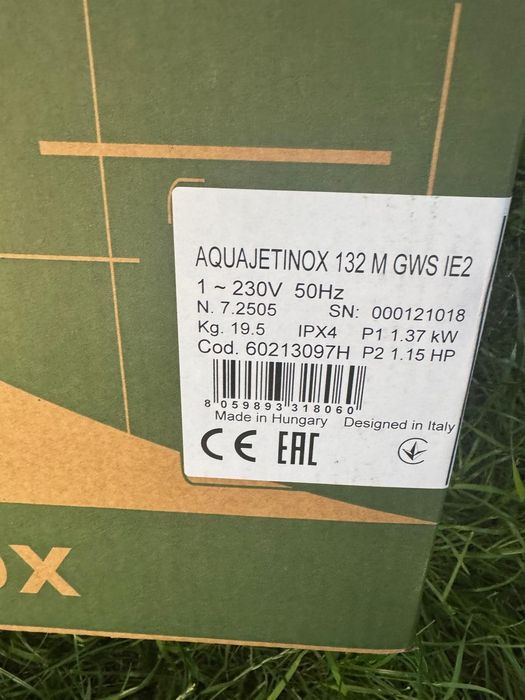 AQUAJETINOX 132 M GWS IE2
1 ~ 230V 50Hz
N. 7.2505 SN: 000121018
Kg. 19.5 IPX4 P1 1.37 kW
Cod. 60213097H P2 1.15 HP
8 059893 318060
Made in Hungary Designed in Italy
CE EAC
ox